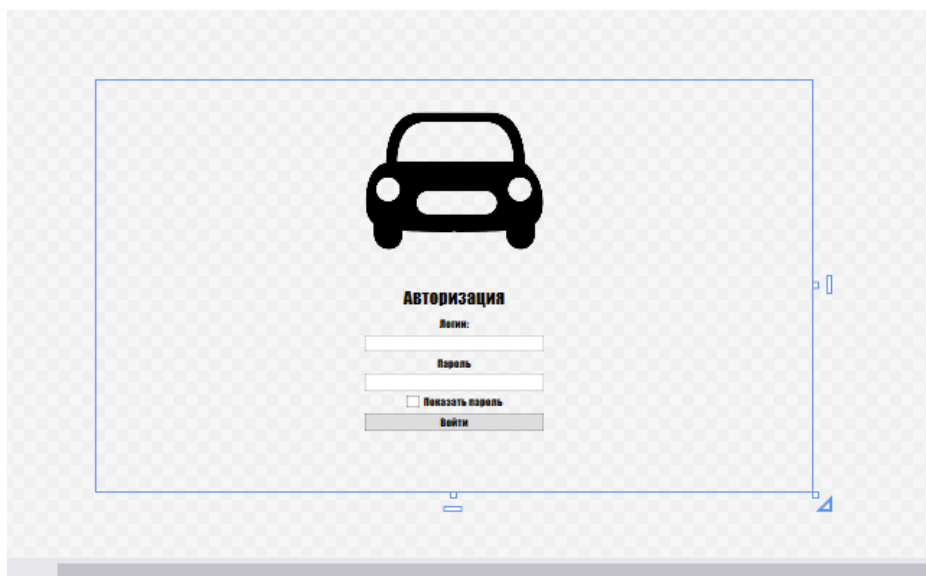 Авторизация
Логин:
Пароль
Показать пароль
Войти